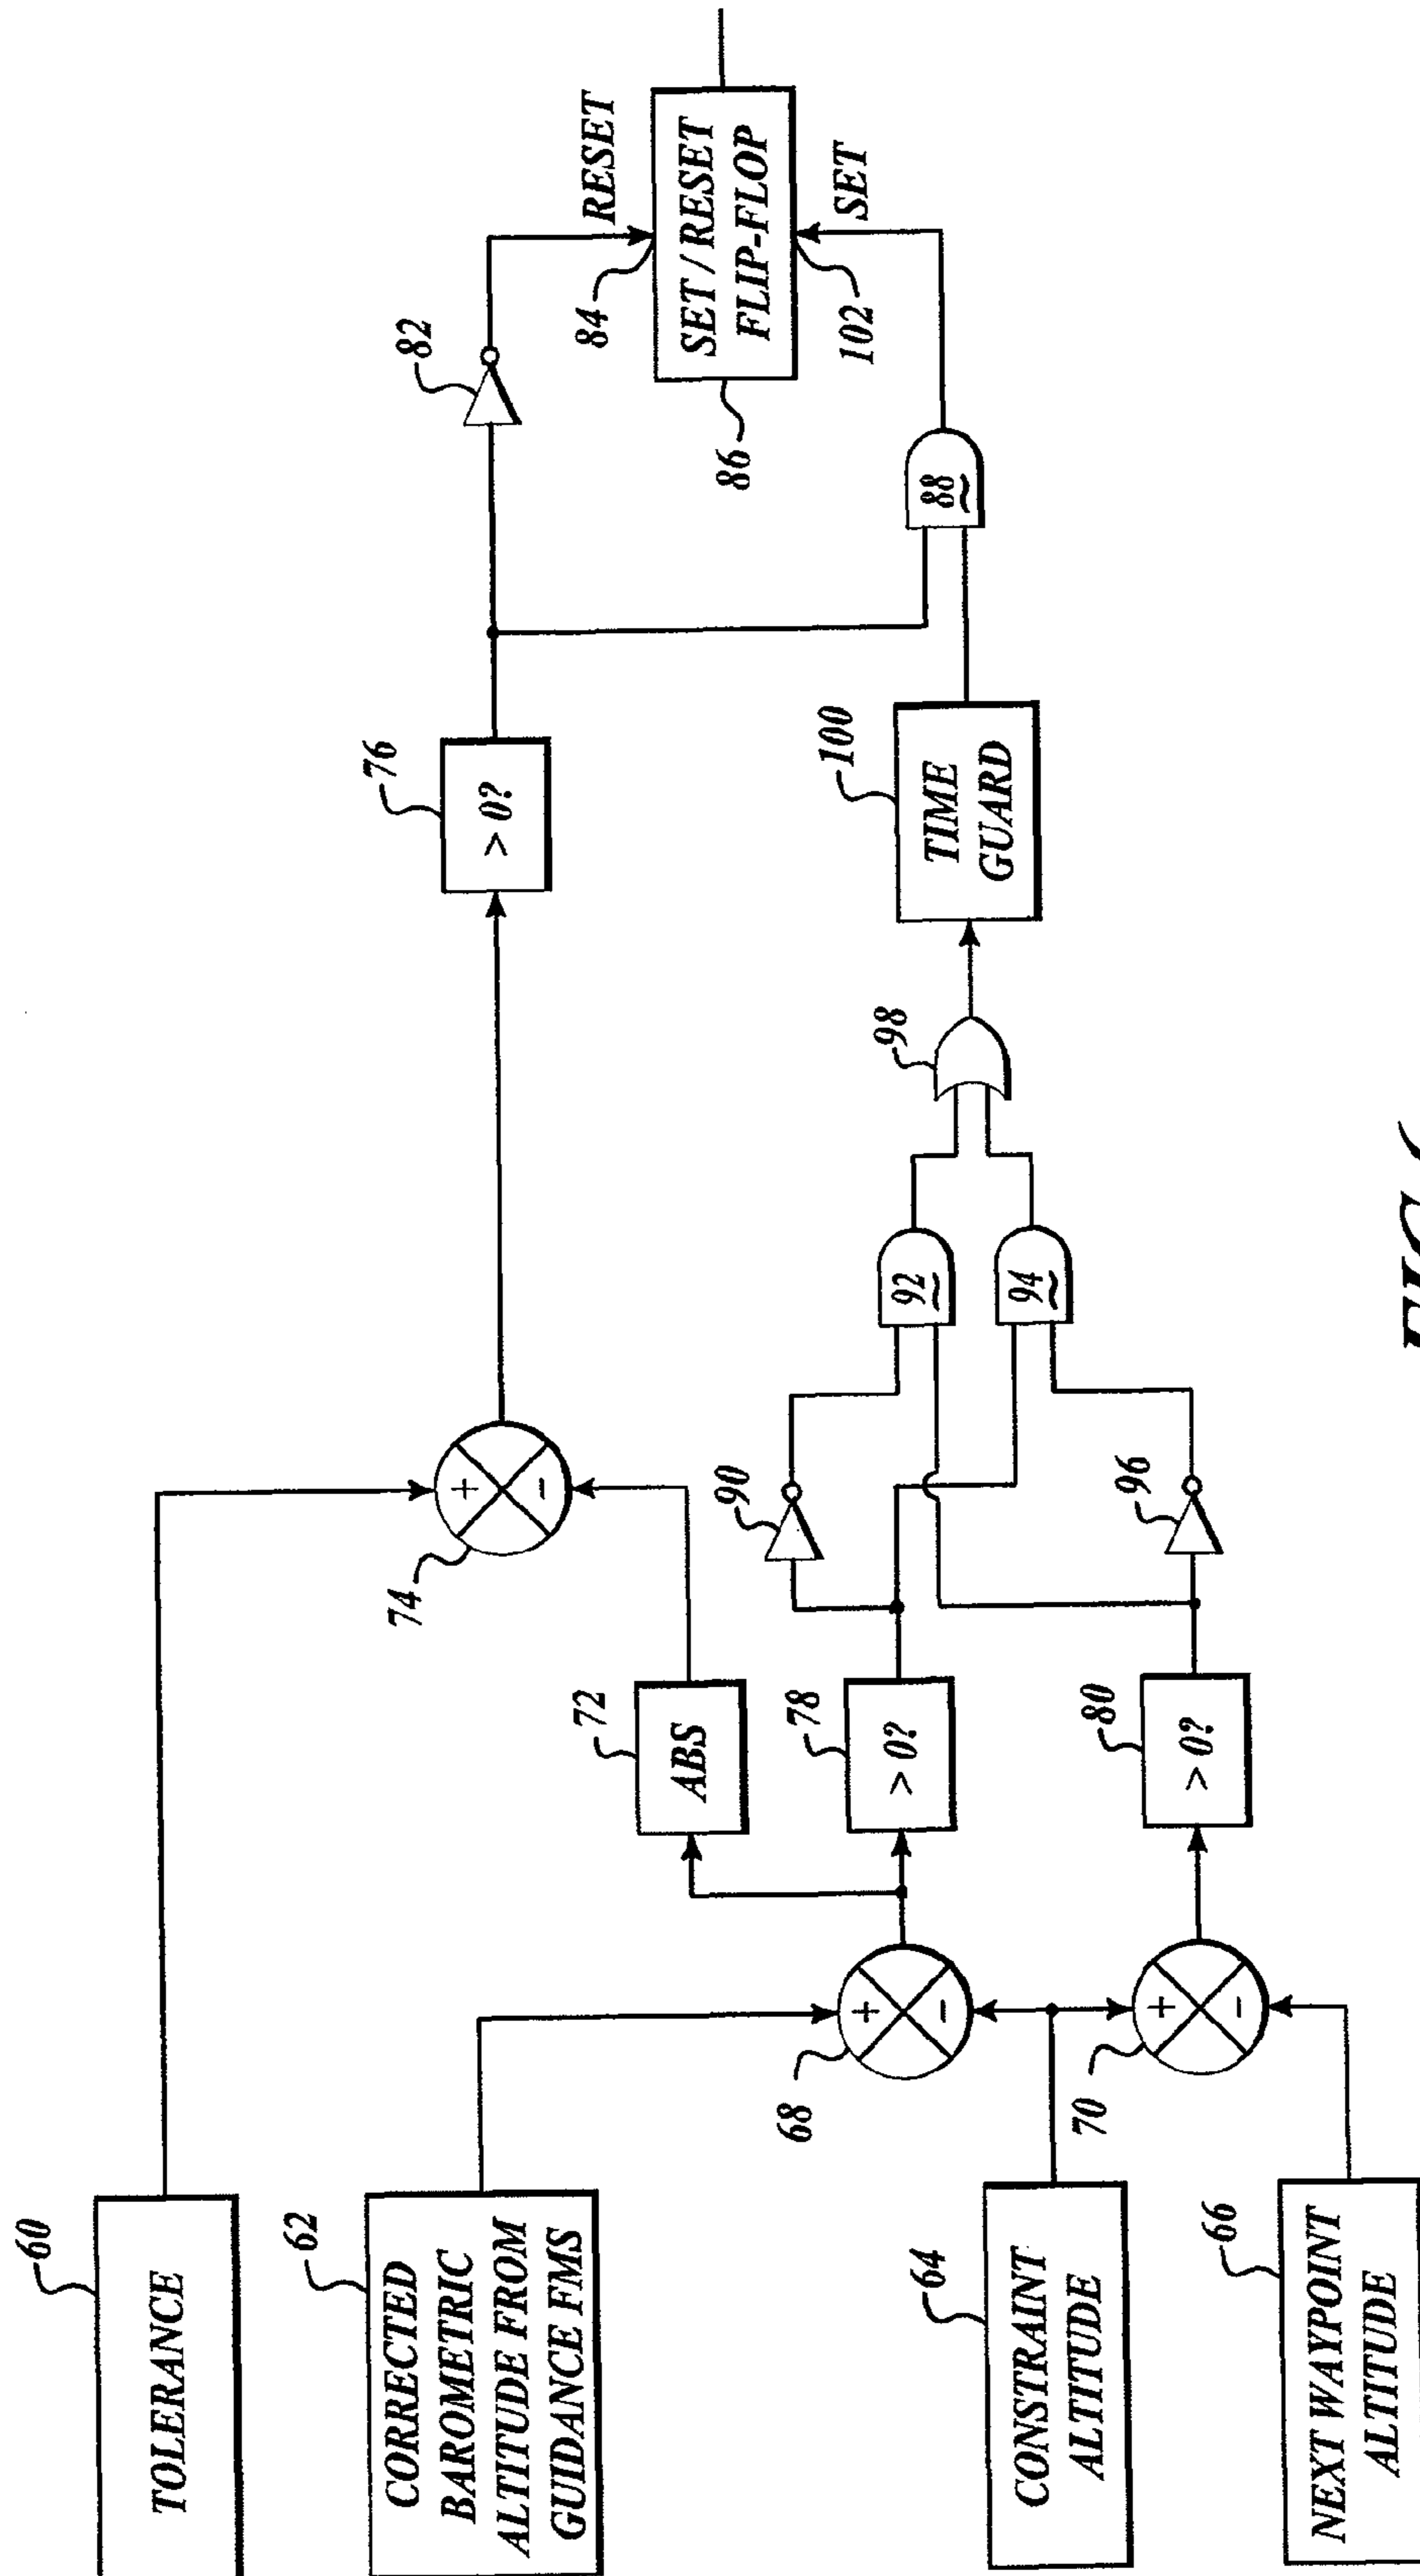 60
TOLERANCE
62
CORRECTED
BAROMETRIC
ALTITUDE FROM
GUIDANCE FMS
64
CONSTRAINT
ALTITUDE
66
NEXT WAYPOINT
ALTITUDE
68
+
-
70
+
-
72
ABS
78
> 0?
80
> 0?
74
+
-
90
96
92
94
98
76
> 0?
100
TIME
GUARD
82
88
RESET
84
SET / RESET
FLIP-FLOP
86
102
SET